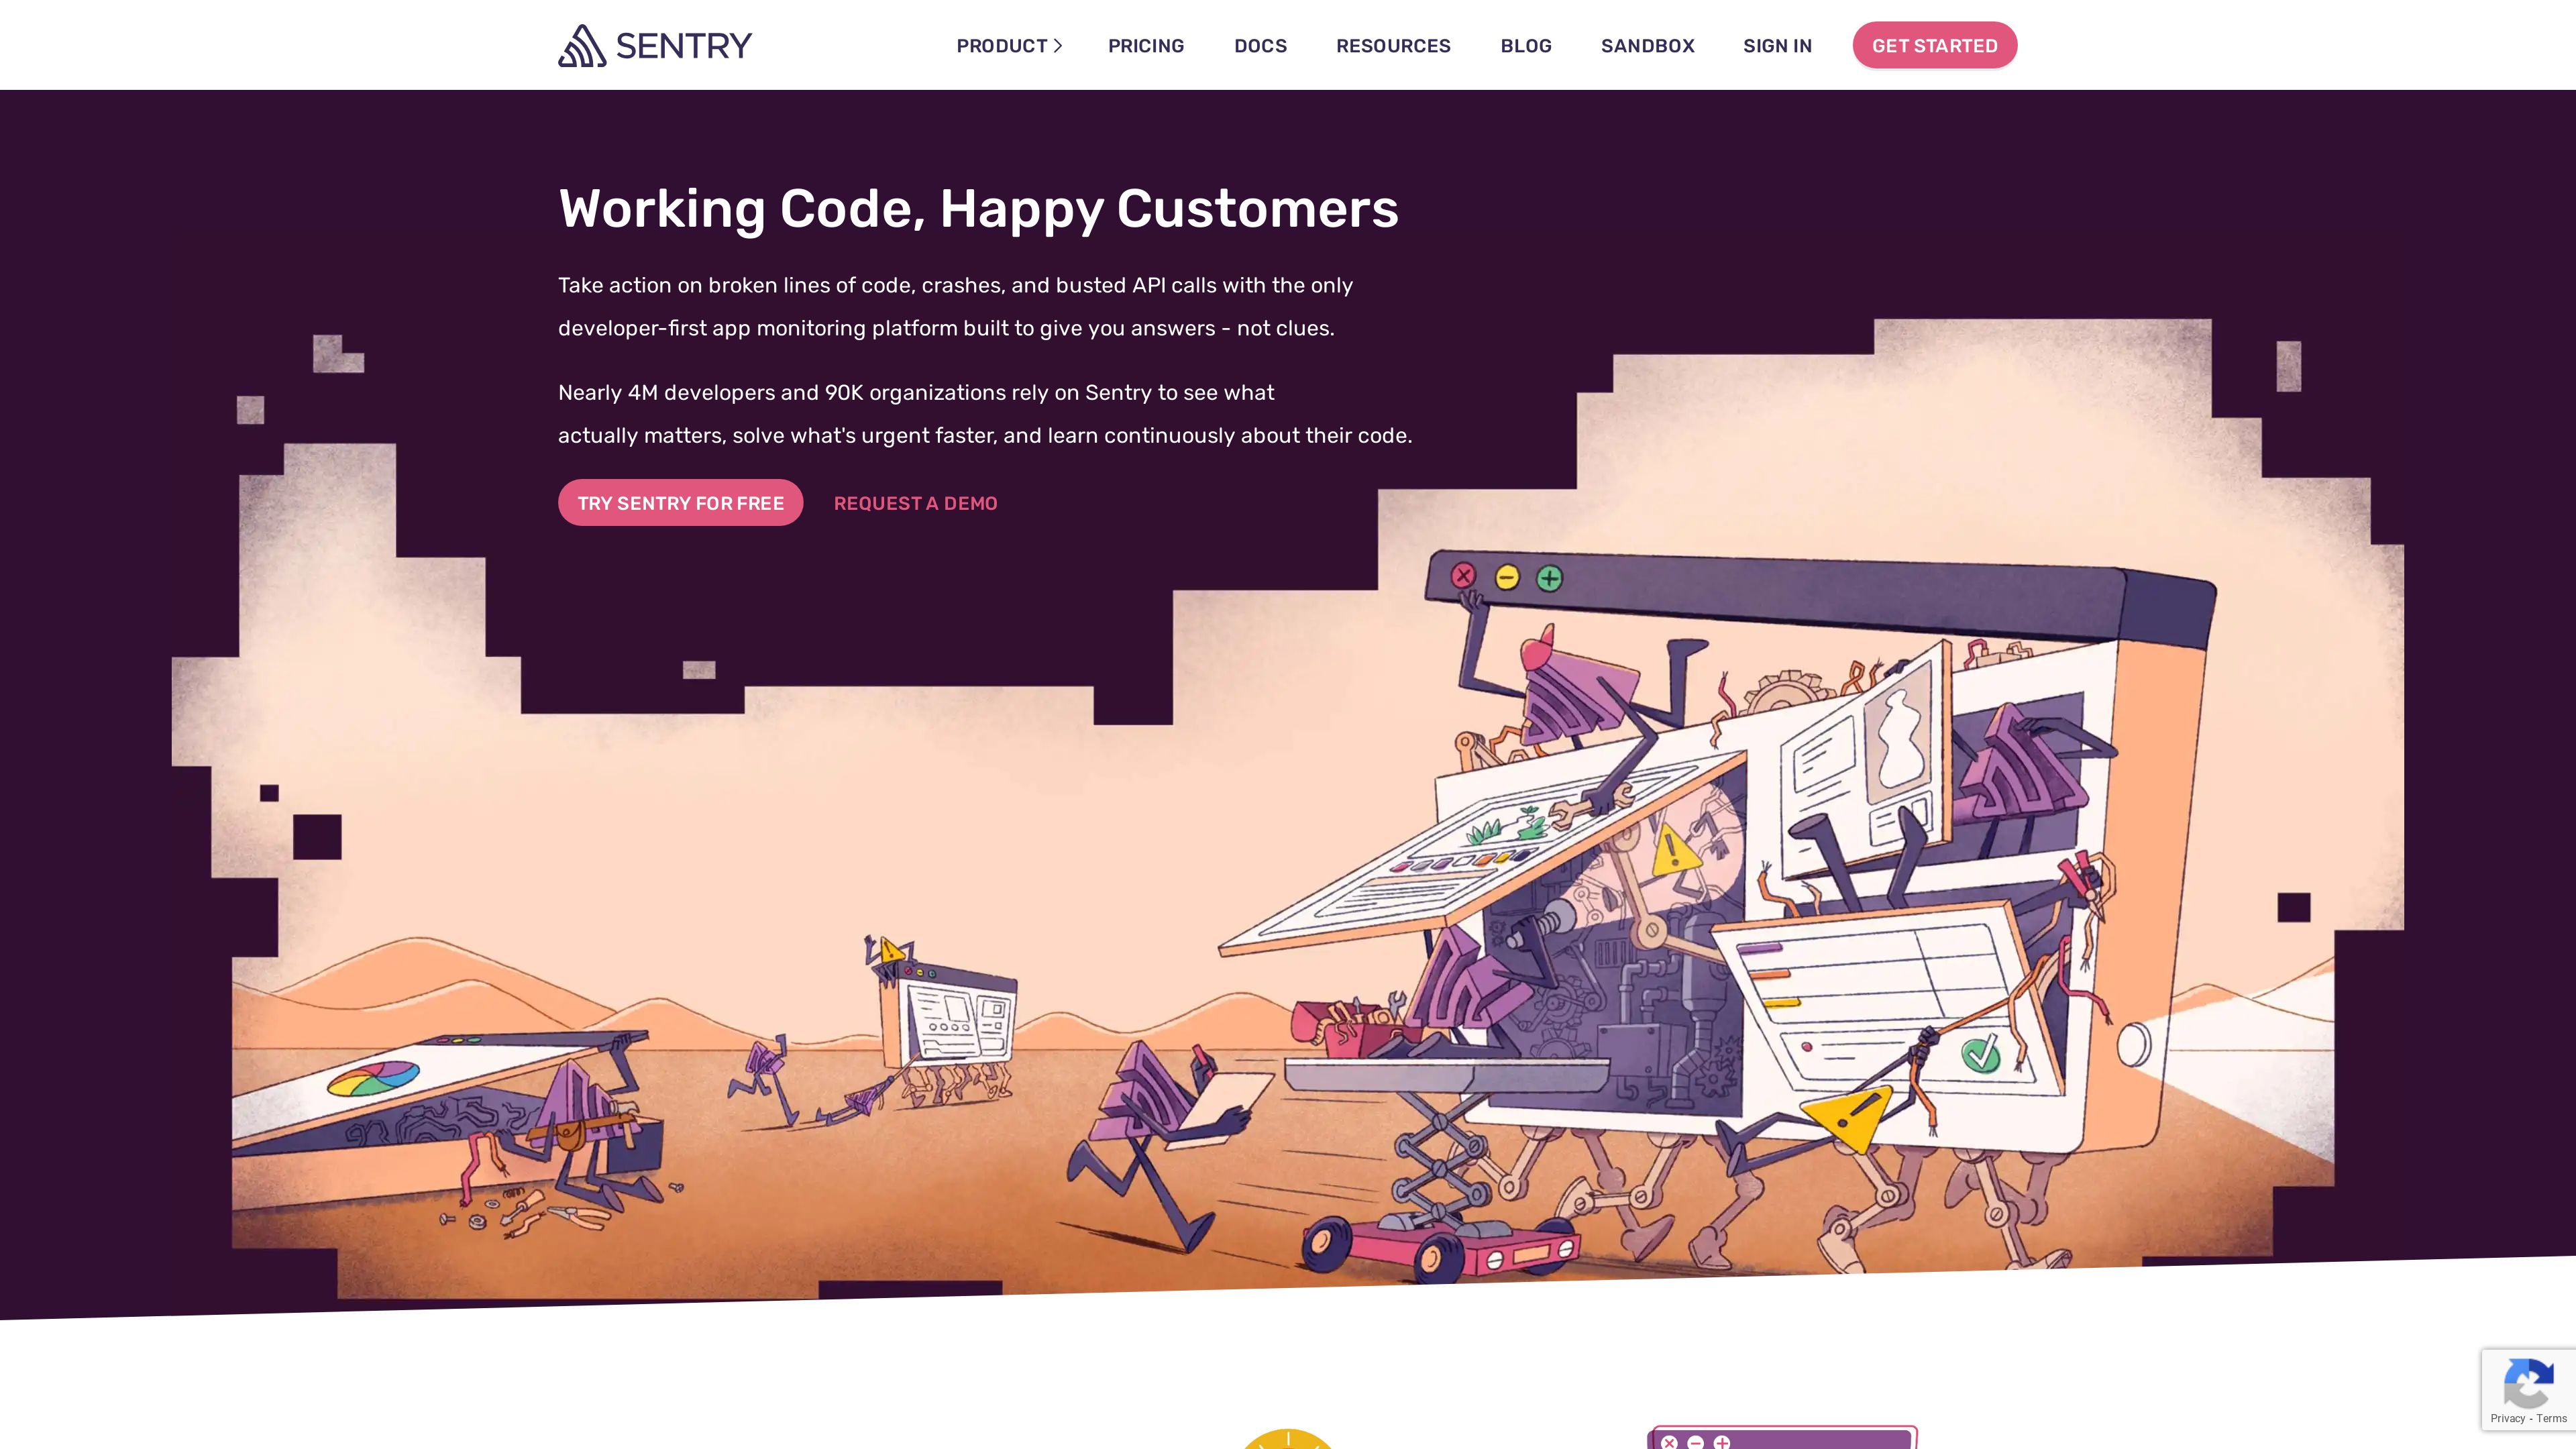 SENTRY
PRODUCT
PRICING
DOCS
RESOURCES
BLOG
SANDBOX
SIGN IN
GET STARTED
Working Code, Happy Customers
Take action on broken lines of code, crashes, and busted API calls with the only
developer-first app monitoring platform built to give you answers - not clues.
Nearly 4M developers and 90K organizations rely on Sentry to see what
actually matters, solve what's urgent faster, and learn continuously about their code.
TRY SENTRY FOR FREE
REQUEST A DEMO
Privacy - Terms